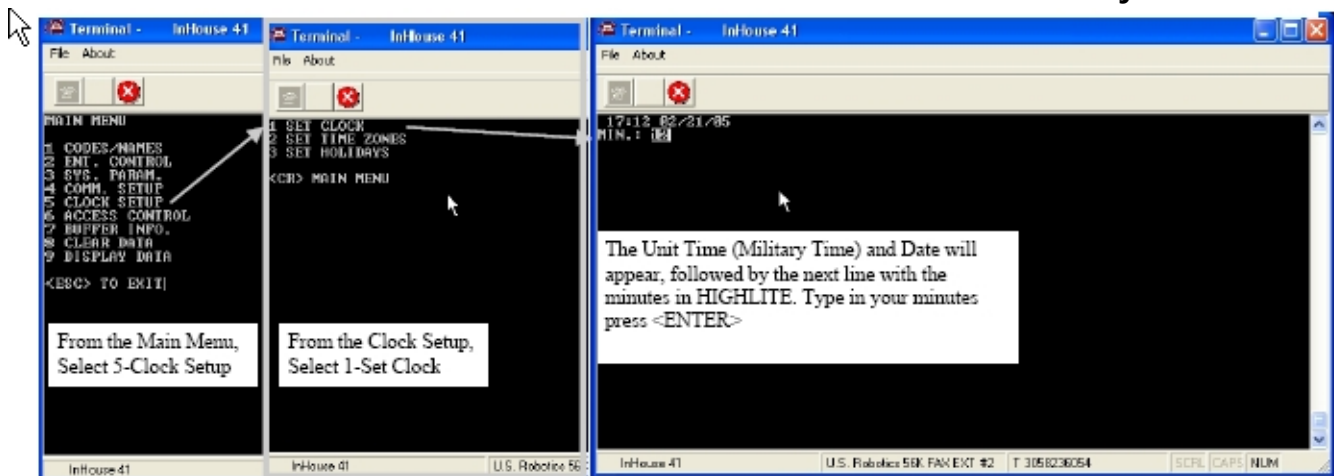 Terminal - InHouse 41
File About
MAIN MENU
1 CODES/NAMES
2 ENT. CONTROL
3 SYS. PARAM.
4 COMM. SETUP
5 CLOCK SETUP
6 ACCESS CONTROL
7 BUFFER INFO.
8 CLEAR DATA
9 DISPLAY DATA
<ESC> TO EXIT
From the Main Menu,
Select 5-Clock Setup
InHouse 41
Terminal - InHouse 41
File About
1 SET CLOCK
2 SET TIME ZONES
3 SET HOLIDAYS
<CR> MAIN MENU
From the Clock Setup,
Select 1-Set Clock
InHouse 41 U.S. Robotics 56
Terminal - InHouse 41
File About
17:12 02/21/05
MIN.: 12
The Unit Time (Military Time) and Date will
appear, followed by the next line with the
minutes in HIGHLITE. Type in your minutes
press <ENTER>
InHouse 41 U.S. Robotics 56K FAX EXT #2 T 3058236054 SCRL CAPS NUM